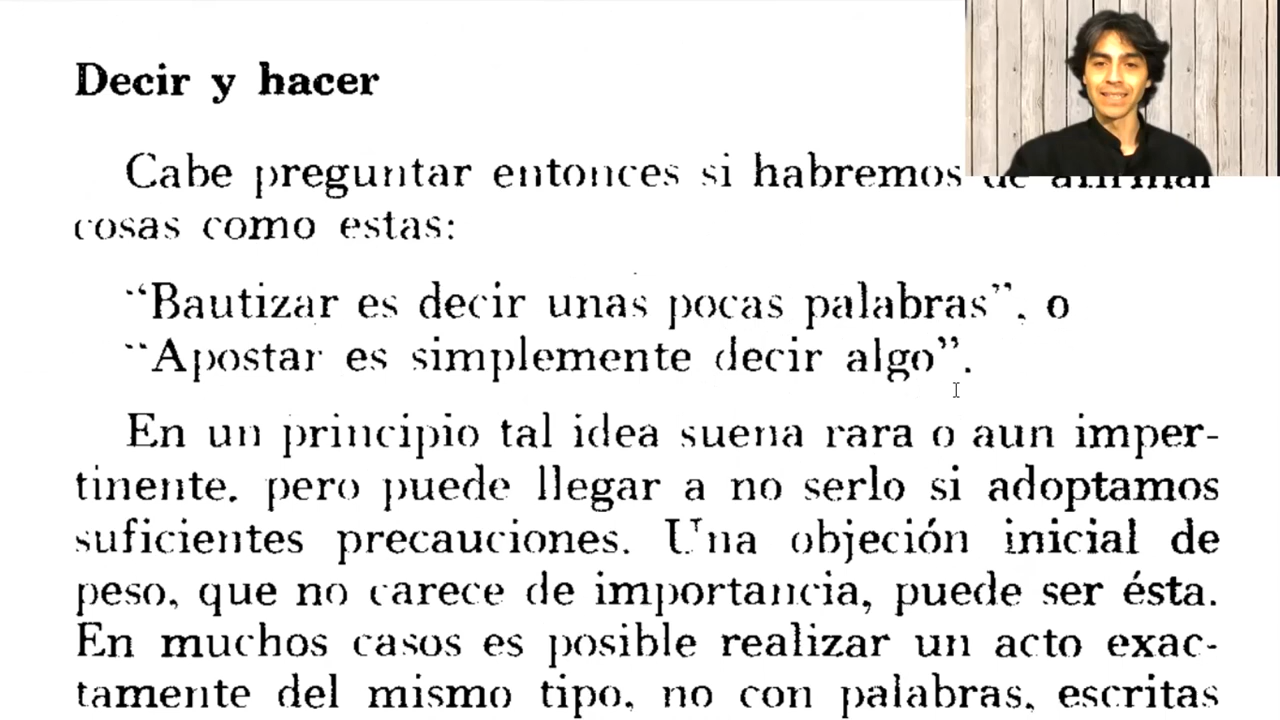 Decir y hacer
Cabe preguntar entonces si habremos de afirmar
cosas como estas:
“Bautizar es decir unas pocas palabras”, o
“Apostar es simplemente decir algo”.
En un principio tal idea suena rara o aun imper-
tinente, pero puede llegar a no serlo si adoptamos
suficientes precauciones. Una objeción inicial de
peso, que no carece de importancia, puede ser ésta.
En muchos casos es posible realizar un acto exac-
tamente del mismo tipo, no con palabras, escritas